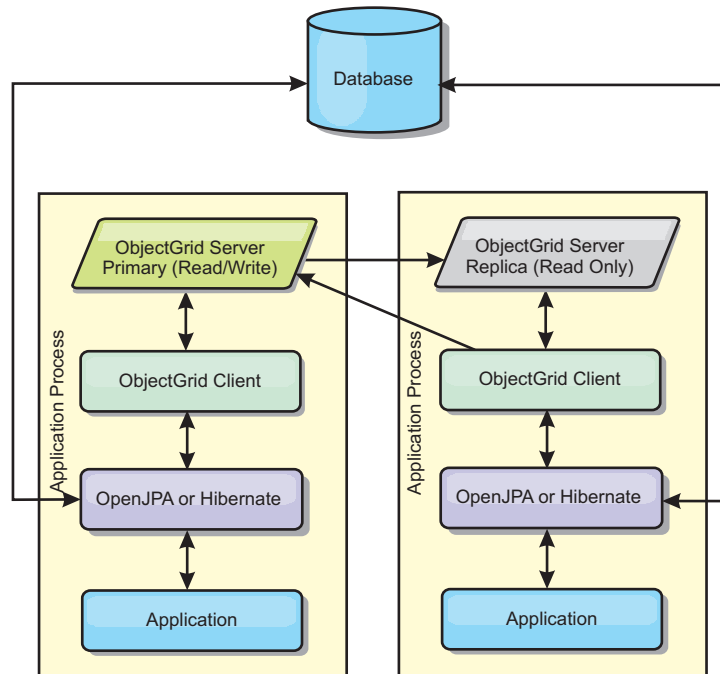 Database
ObjectGrid Server
Primary (Read/Write)
ObjectGrid Client
OpenJPA or Hibernate
Application
Application Process
ObjectGrid Server
Replica (Read Only)
ObjectGrid Client
OpenJPA or Hibernate
Application
Application Process